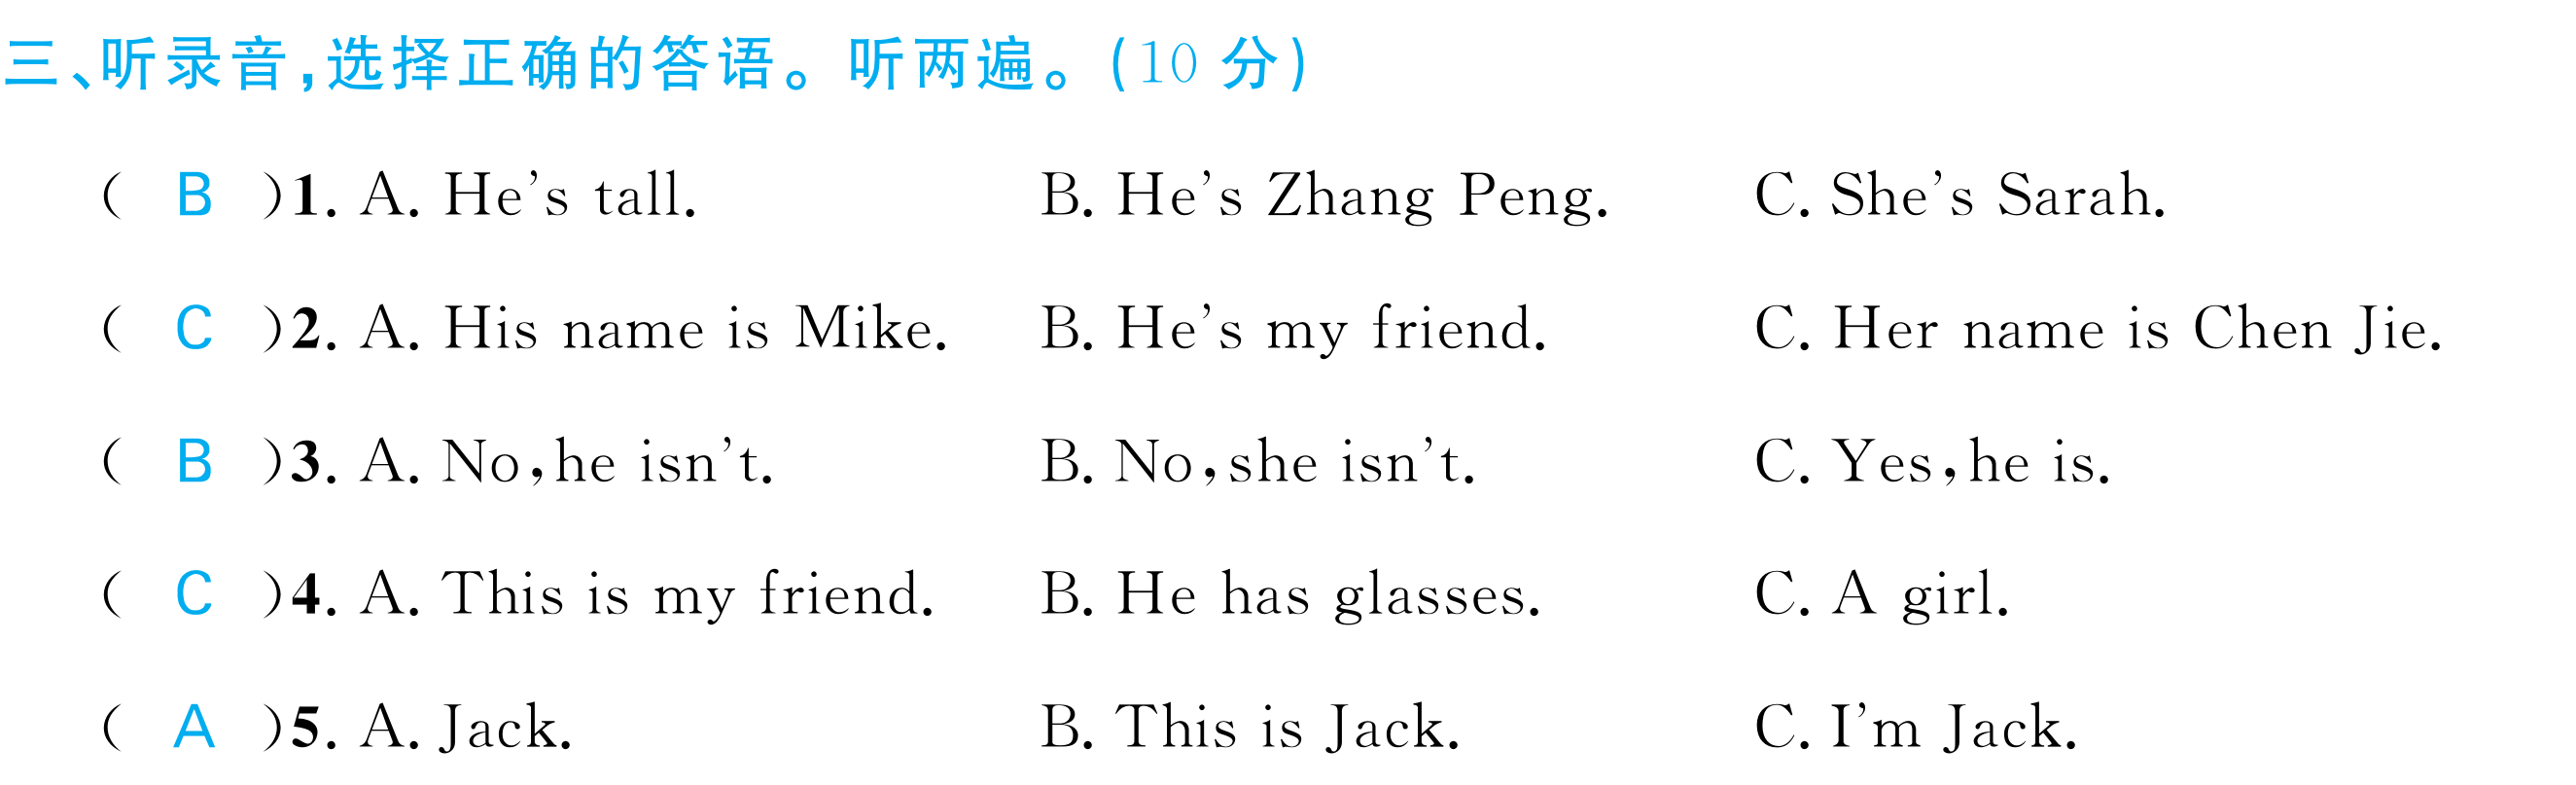 三、听录音,选择正确的答语。听两遍。(10 分)
( B )1. A. He's tall. B. He's Zhang Peng. C. She's Sarah.
( C )2. A. His name is Mike. B. He's my friend. C. Her name is Chen Jie.
( B )3. A. No,he isn't. B. No,she isn't. C. Yes,he is.
( C )4. A. This is my friend. B. He has glasses. C. A girl.
( A )5. A. Jack. B. This is Jack. C. I'm Jack.